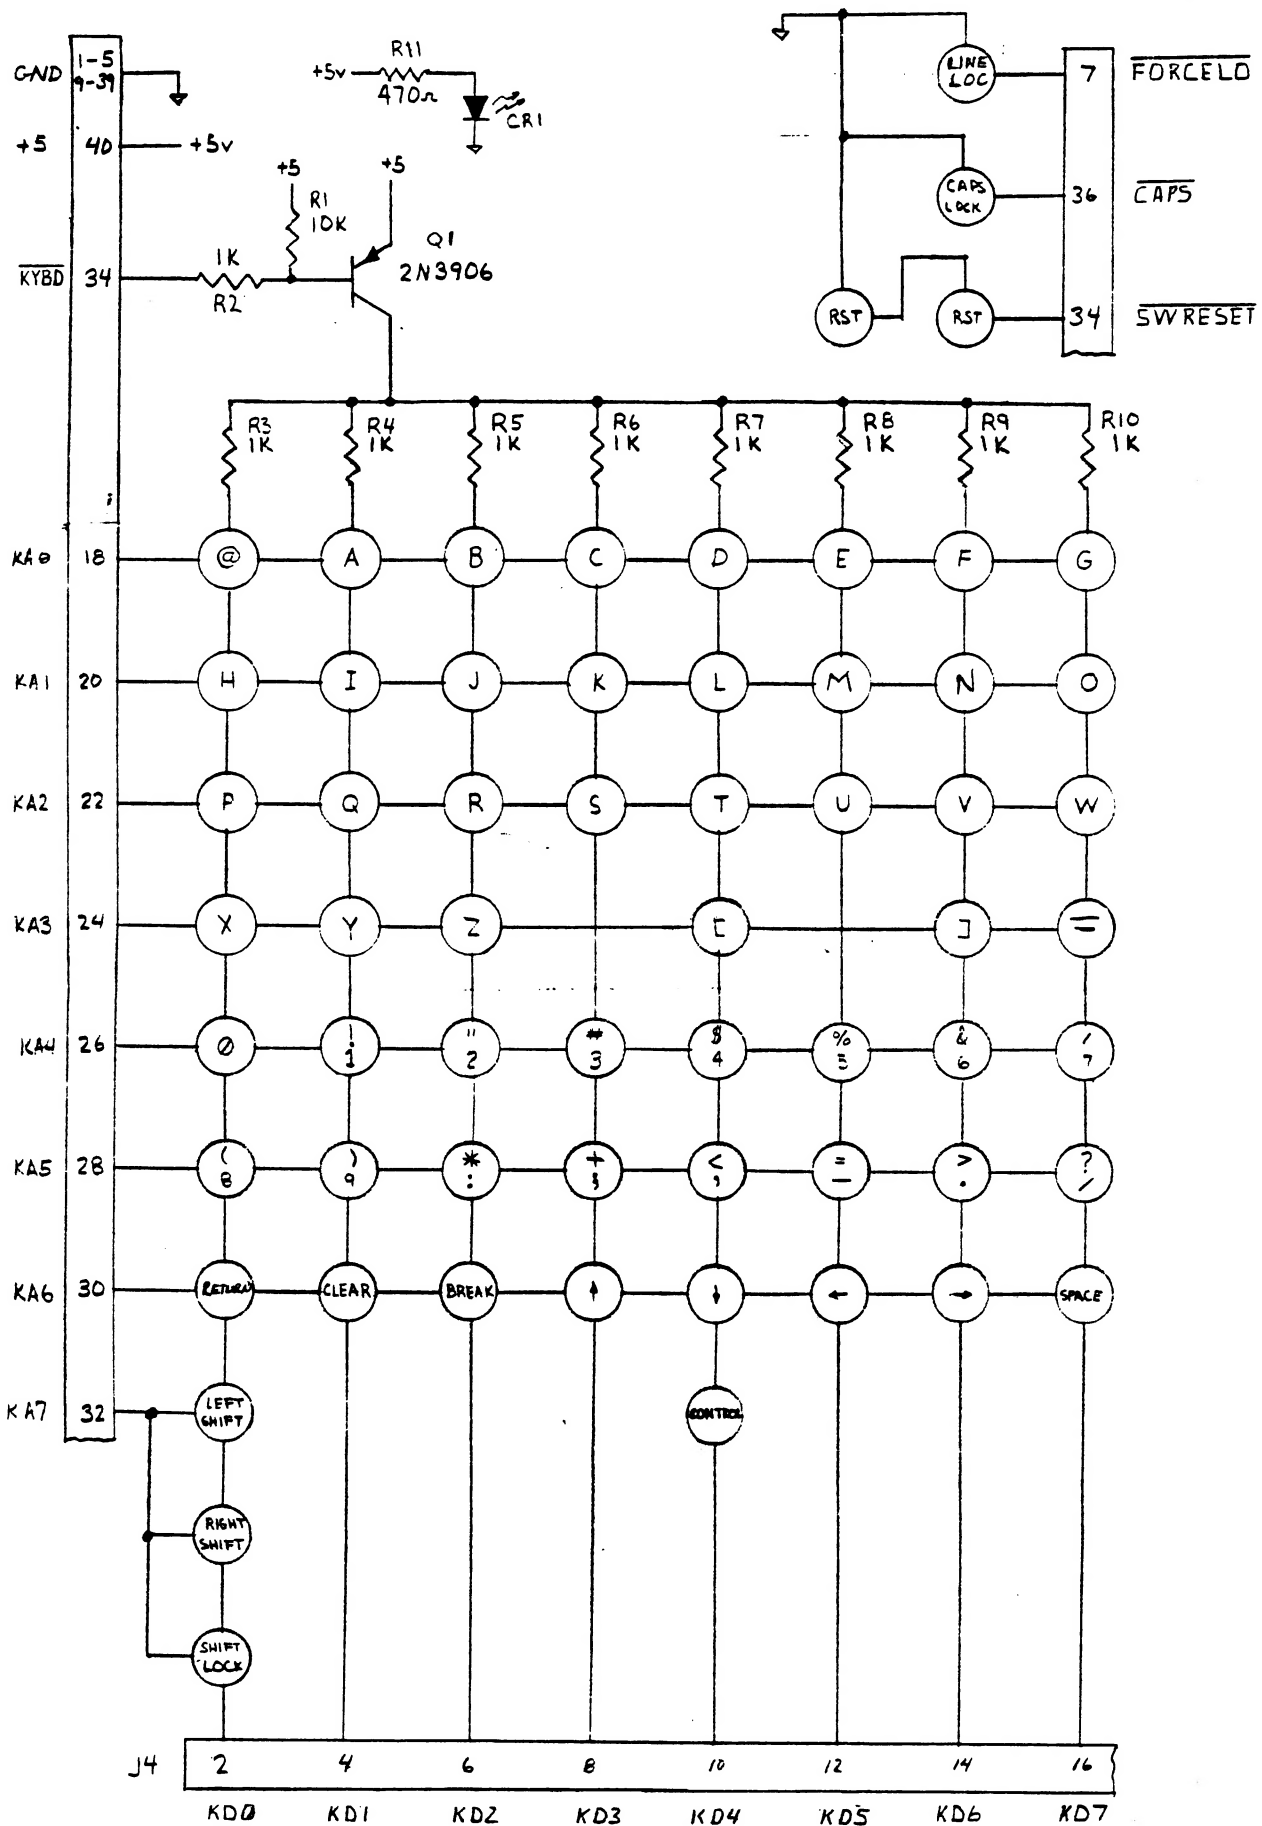 GND 1-5
9-39
+5 40 +5v
+5v R11
470Ω
CR1
+5 +5
R1
10K
Q1
2N3906
KYBD 34 1K
R2
LINE
LOC 7 FORCELO
CAPS
LOCK 36 CAPS
RST RST 34 SWRESET
R3 R4 R5 R6 R7 R8 R9 R10
1K 1K 1K 1K 1K 1K 1K 1K
KA0 18 @ A B C D E F G
KA1 20 H I J K L M N O
KA2 22 P Q R S T U V W
KA3 24 X Y Z [ ] =
KA4 26 0 ! " # $ % & '
1 2 3 4 5 6 7
KA5 28 ( ) * + < = > ?
8 9 : ; , - . /
KA6 30 RETURN CLEAR BREAK ↑ ↓ ← → SPACE
KA7 32 LEFT
SHIFT CONTROL
RIGHT
SHIFT
SHIFT
LOCK
J4 2 4 6 8 10 12 14 16
KD0 KD1 KD2 KD3 KD4 KD5 KD6 KD7